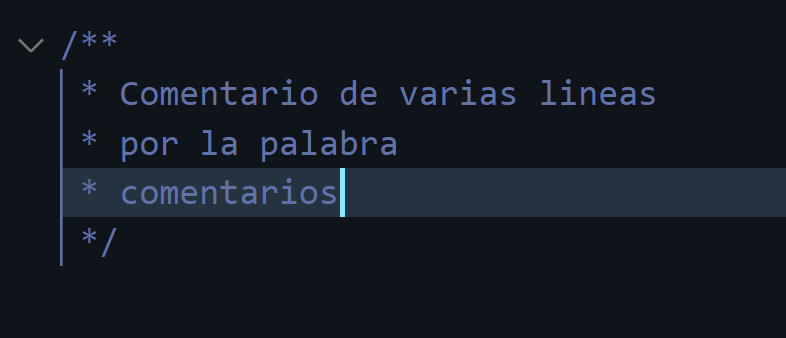 /**
* Comentario de varias lineas
* por la palabra
* comentarios
*/